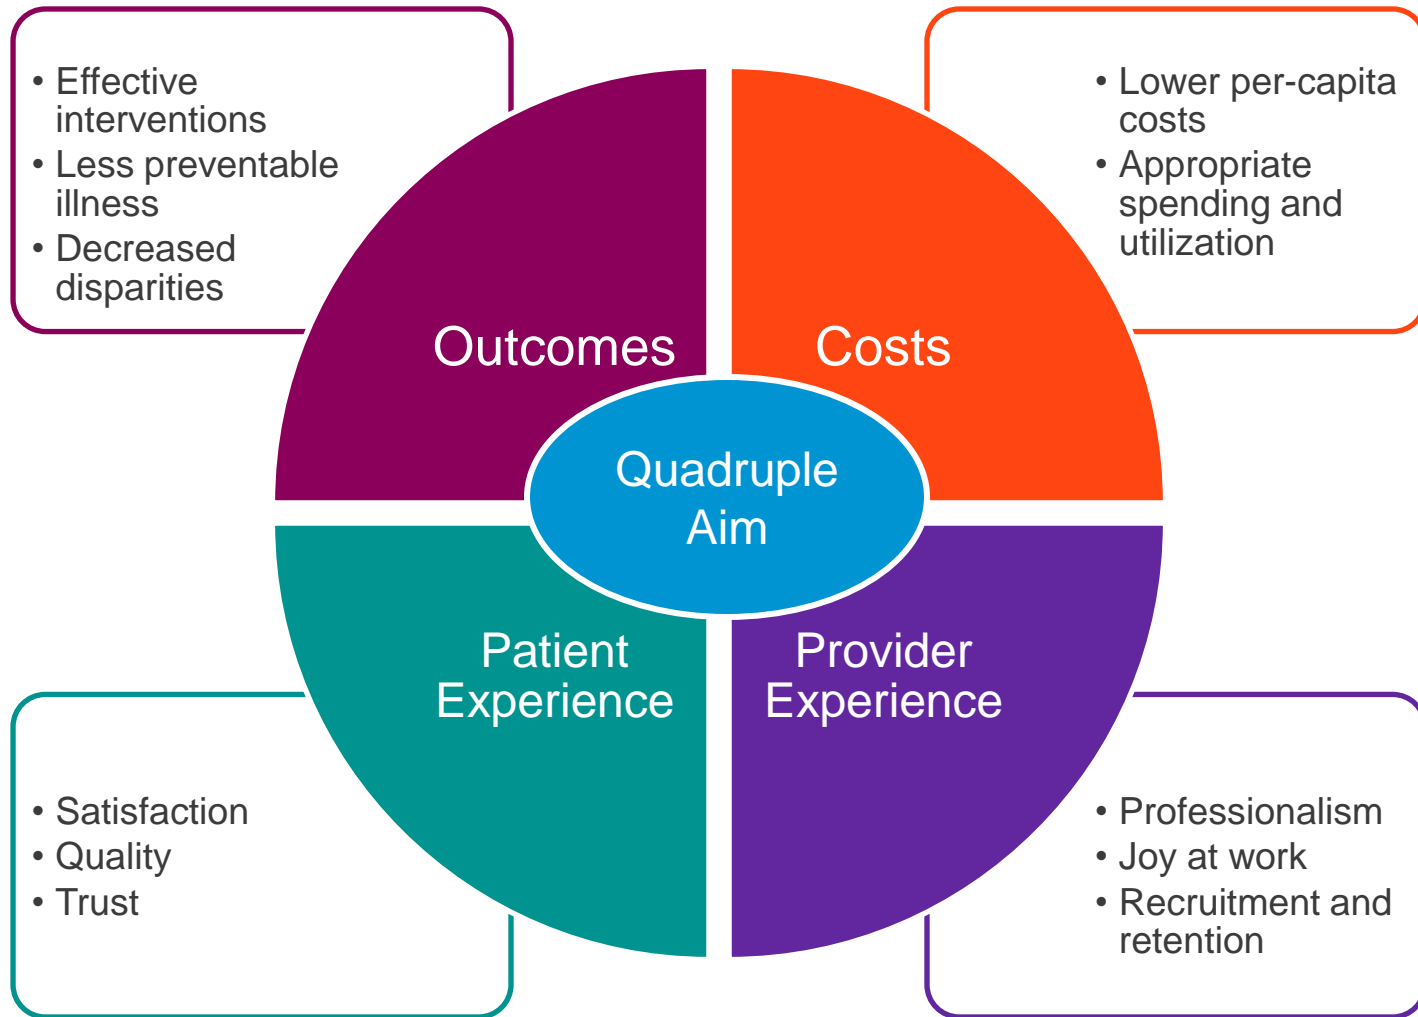 • Effective
interventions
• Less preventable
illness
• Decreased
disparities
• Lower per-capita
costs
• Appropriate
spending and
utilization
Outcomes
Costs
Quadruple
Aim
Patient
Experience
Provider
Experience
• Satisfaction
• Quality
• Trust
• Professionalism
• Joy at work
• Recruitment and
retention